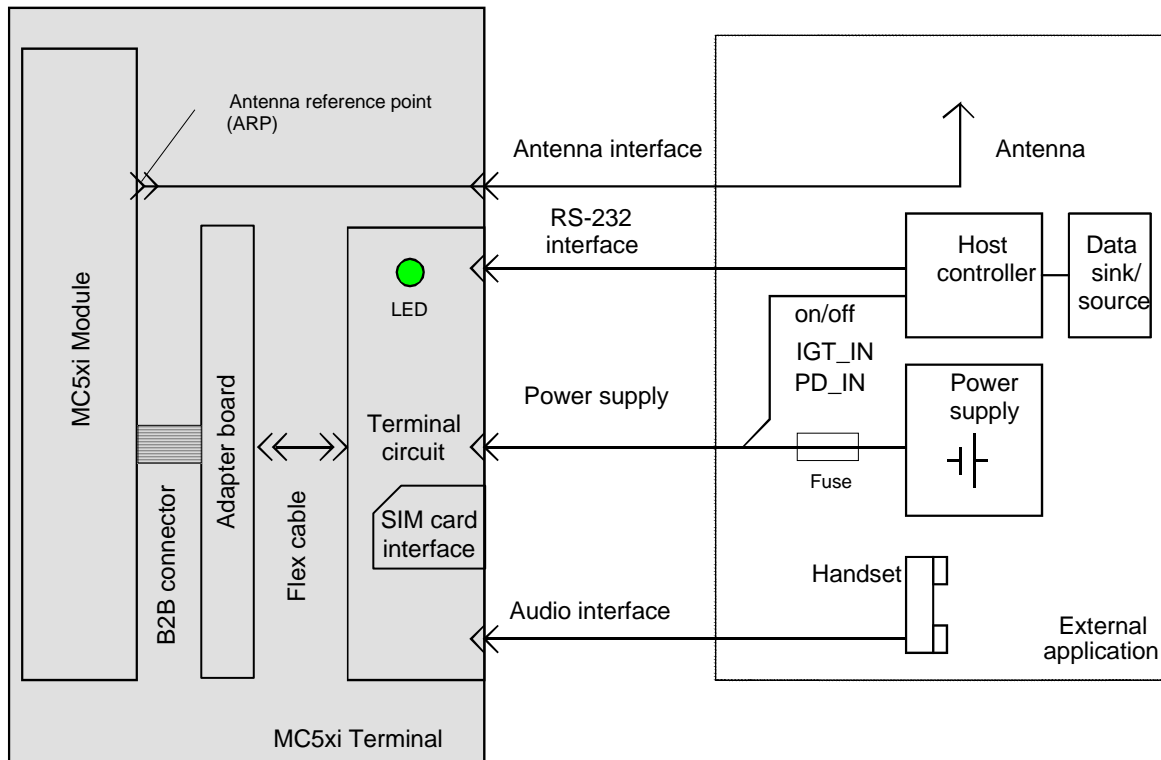 Antenna reference point
(ARP)
Antenna interface
Antenna
RS-232
interface
Host
controller
Data
sink/
source
LED
on/off
IGT_IN
PD_IN
MC5xi Module
Adapter board
Power supply
Power
supply
Terminal
circuit
Fuse
B2B connector
Flex cable
SIM card
interface
Handset
Audio interface
External
application
MC5xi Terminal